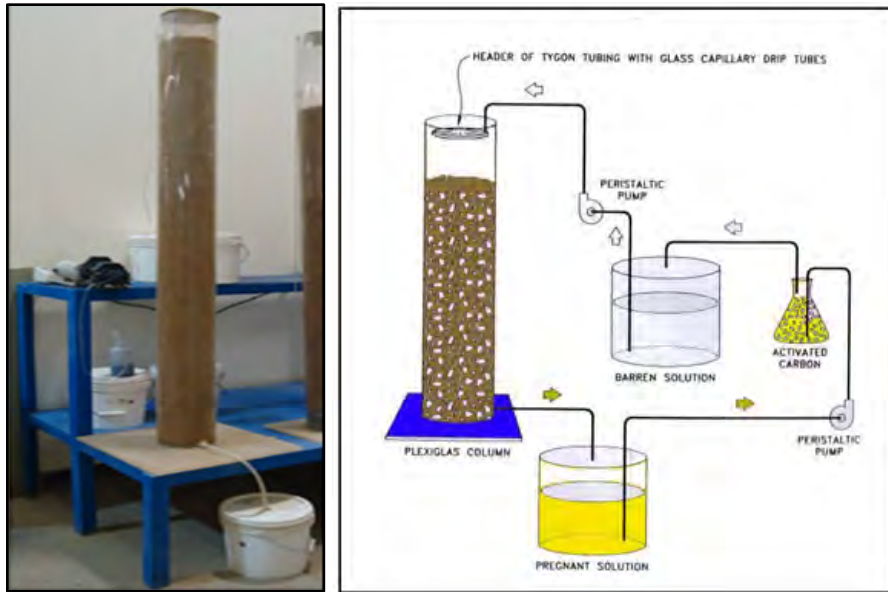 HEADER OF TYGON TUBING WITH GLASS CAPILLARY DRIP TUBES
PERISTALTIC
PUMP
BARREN SOLUTION
ACTIVATED
CARBON
PERISTALTIC
PUMP
PLEXIGLAS COLUMN
PREGNANT SOLUTION